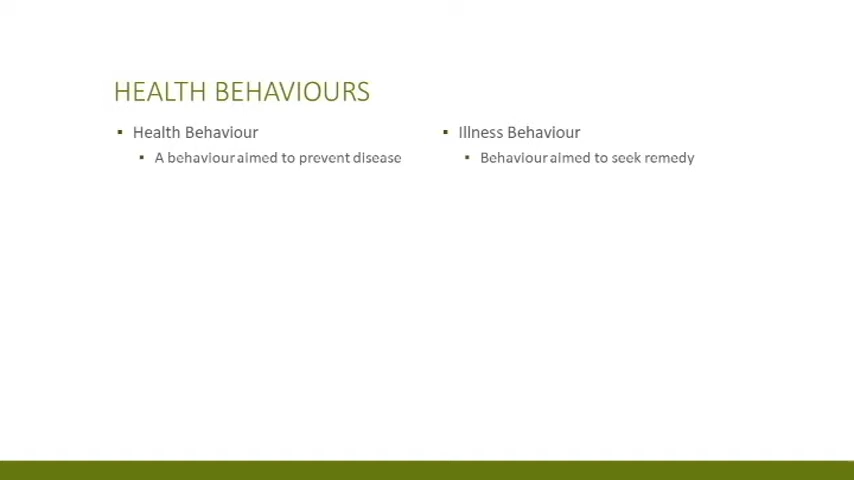 HEALTH BEHAVIOURS
▪ Health Behaviour
▪ A behaviour aimed to prevent disease
▪ Illness Behaviour
▪ Behaviour aimed to seek remedy